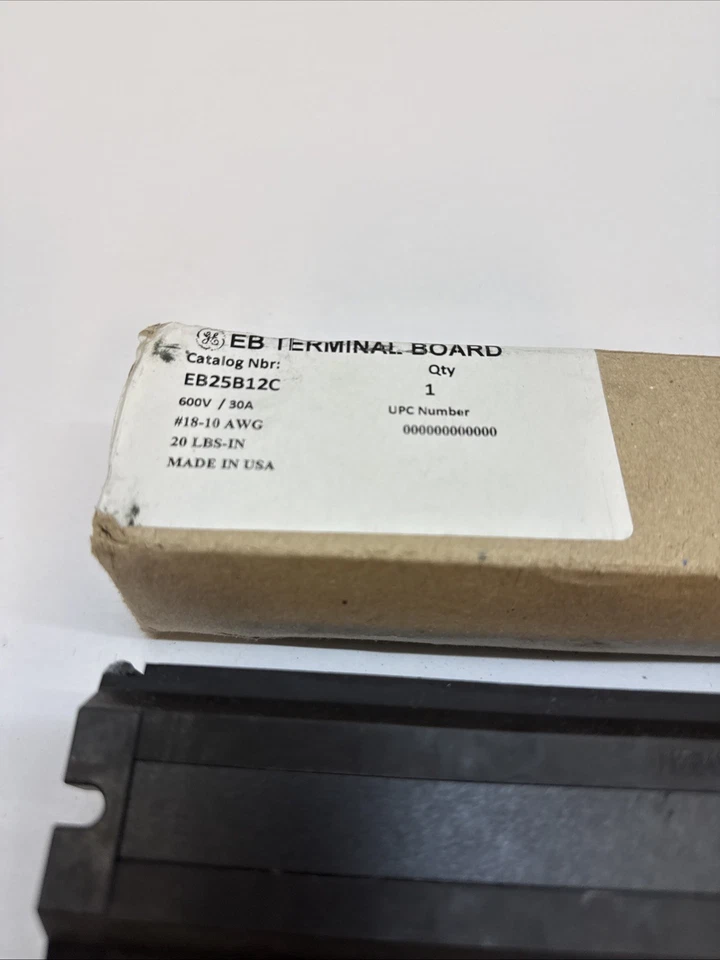 GE EB TERMINAL BOARD
Catalog Nbr:
EB25B12C
600V / 30A
#18-10 AWG
20 LBS-IN
MADE IN USA
Qty
1
UPC Number
000000000000